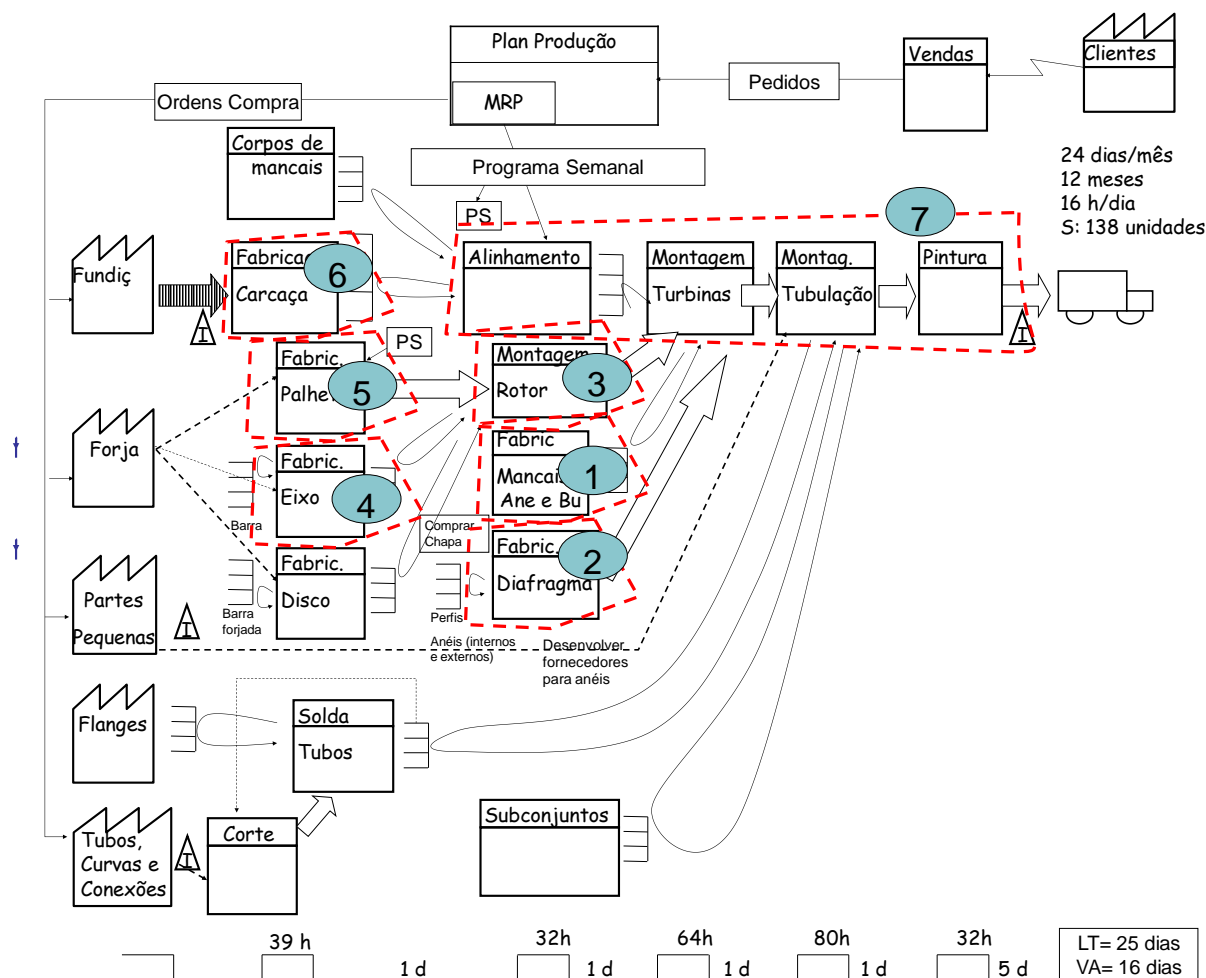 Plan Produção
MRP
Vendas
Clientes
Pedidos
Ordens Compra
Corpos de
mancais
Programa Semanal
PS
24 dias/mês
12 meses
16 h/dia
S: 138 unidades
7
Fundiç
I
Carcaça
6
Alinhamento
Montagem
Turbinas
Montag.
Tubulação
Pintura
I
PS
Fabric.
5
Montagem
Rotor
3
Forja
Fabric.
Eixo
4
Barra
Fabric
Mancai
Ane e Bu
1
Comprar
Chapa
Fabric.
Disco
Barra
forjada
Fabric.
Diafragma
2
Perfis
Anéis (internos
e externos)
Desenvolver
fornecedores
para anéis
Partes
Pequenas
I
Flanges
Solda
Tubos
Tubos,
Curvas e
Conexões
I
Corte
Subconjuntos
39 h
32h
64h
80h
32h
1 d
1 d
1 d
1 d
5 d
LT= 25 dias
VA= 16 dias